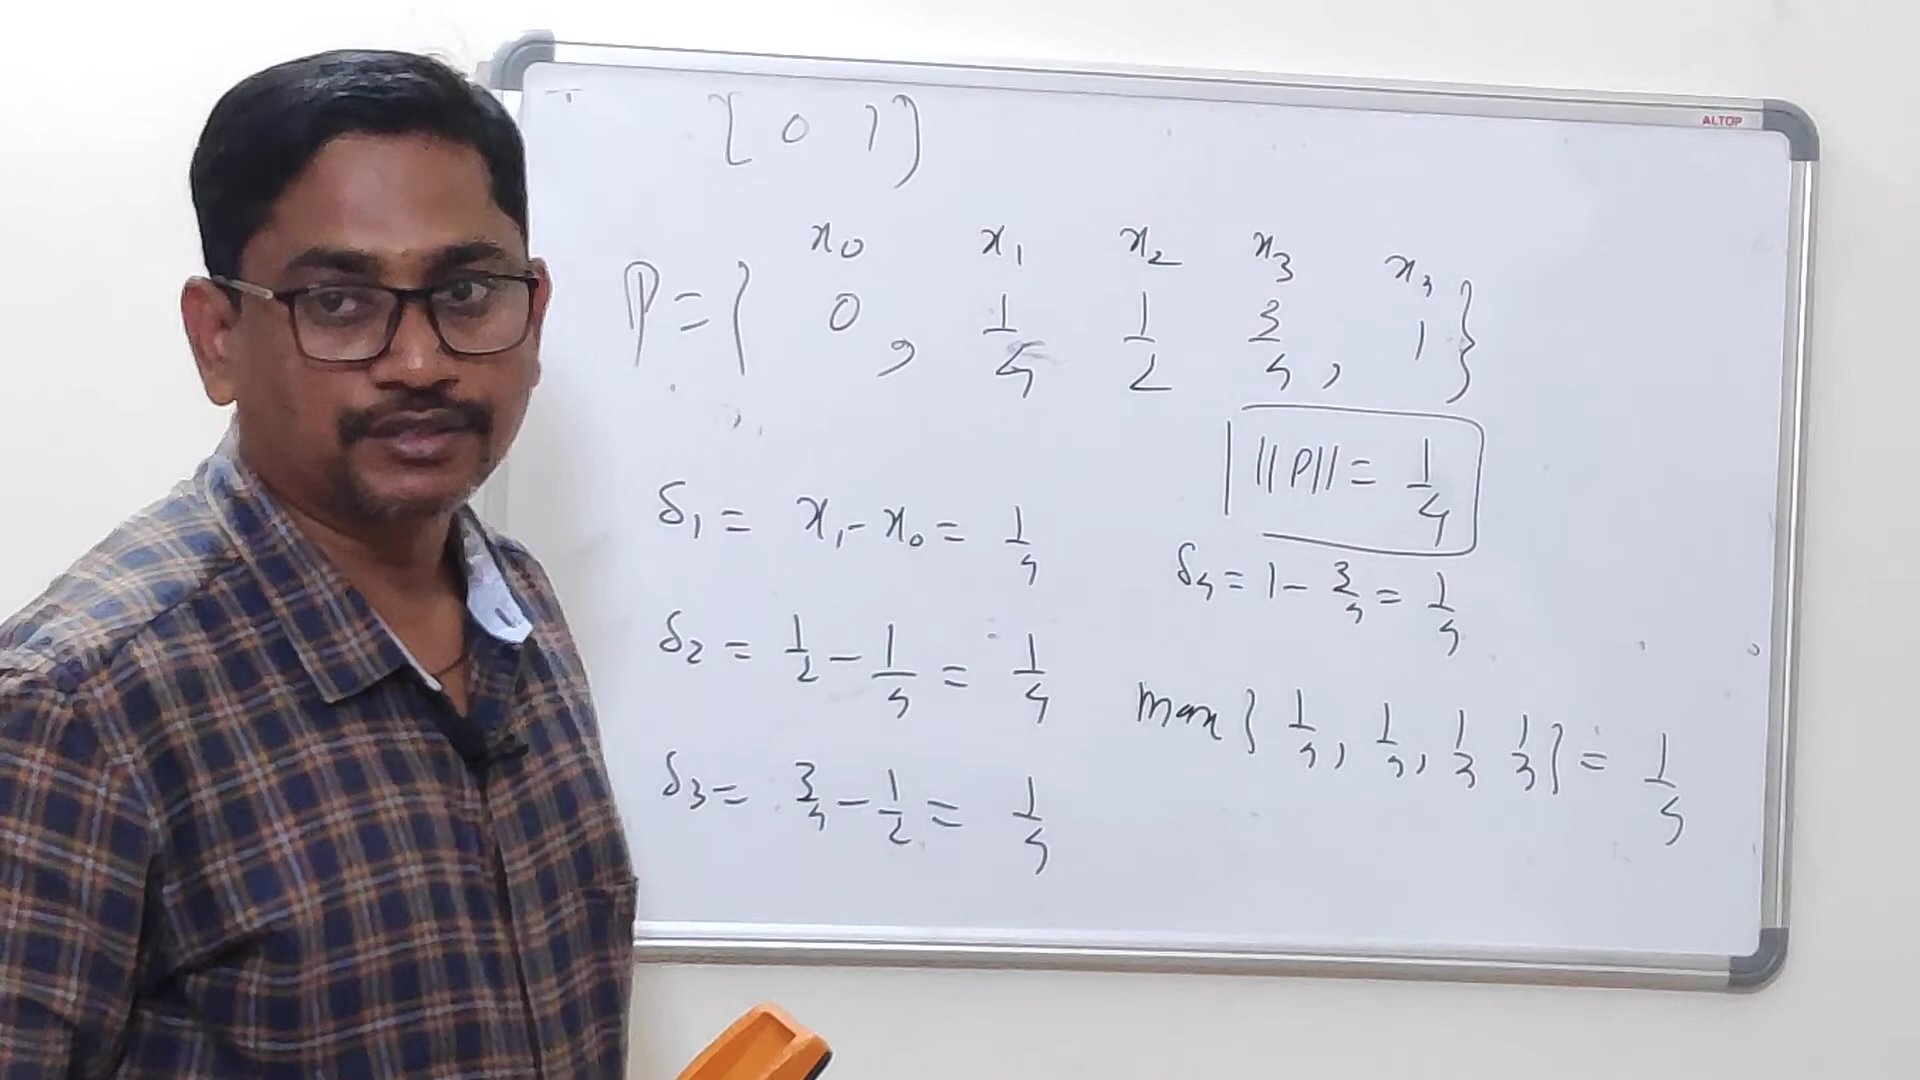 ALTOP
[0 1]
x0 x1 x2 x3 x3
P = { 0, 1/4 1/2 3/4, 1 }
||P|| = 1/4
δ1 = x1 - x0 = 1/4
δ4 = 1 - 3/4 = 1/4
δ2 = 1/2 - 1/4 = 1/4
max { 1/4, 1/4, 1/4 1/4 } = 1/4
δ3 = 3/4 - 1/2 = 1/4